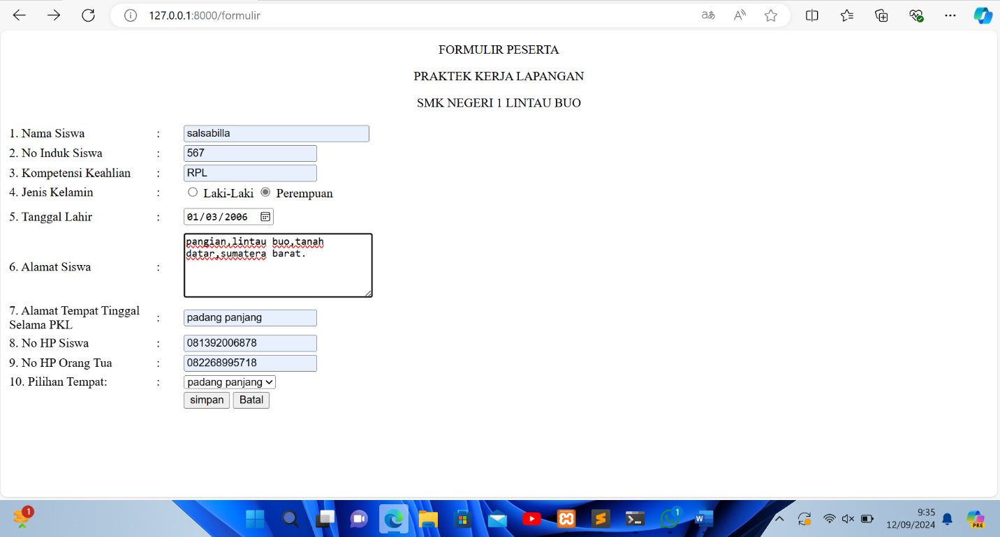 127.0.0.1:8000/formulir
FORMULIR PESERTA
PRAKTEK KERJA LAPANGAN
SMK NEGERI 1 LINTAU BUO
1. Nama Siswa : salsabilla
2. No Induk Siswa : 567
3. Kompetensi Keahlian : RPL
4. Jenis Kelamin : Laki-Laki Perempuan
5. Tanggal Lahir : 01/03/2006
6. Alamat Siswa : pangian,lintau buo,tanah
datar,sumatera barat.
7. Alamat Tempat Tinggal
Selama PKL : padang panjang
8. No HP Siswa : 081392006878
9. No HP Orang Tua : 082268995718
10. Pilihan Tempat: : padang panjang
simpan Batal
1
1
9:35
12/09/2024
PRE